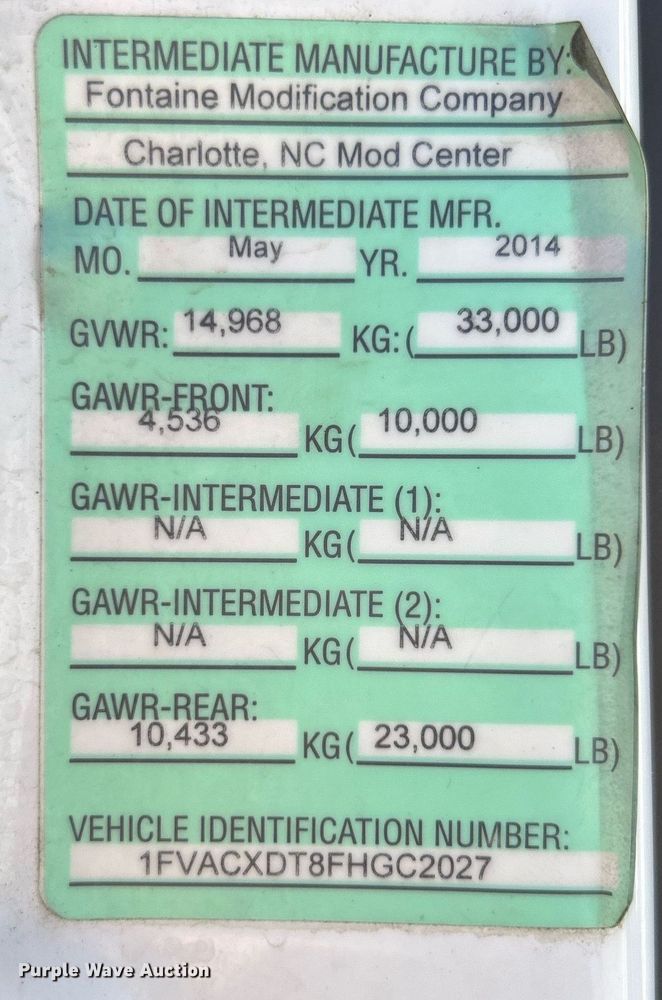 INTERMEDIATE MANUFACTURE BY:
Fontaine Modification Company
Charlotte, NC Mod Center
DATE OF INTERMEDIATE MFR.
MO. May YR. 2014
GVWR: 14,968 KG: ( 33,000 LB)
GAWR-FRONT:
4,536 KG ( 10,000 LB)
GAWR-INTERMEDIATE (1):
N/A KG ( N/A LB)
GAWR-INTERMEDIATE (2):
N/A KG ( N/A LB)
GAWR-REAR:
10,433 KG ( 23,000 LB)
VEHICLE IDENTIFICATION NUMBER:
1FVACXDT8FHGC2027
Purple Wave Auction